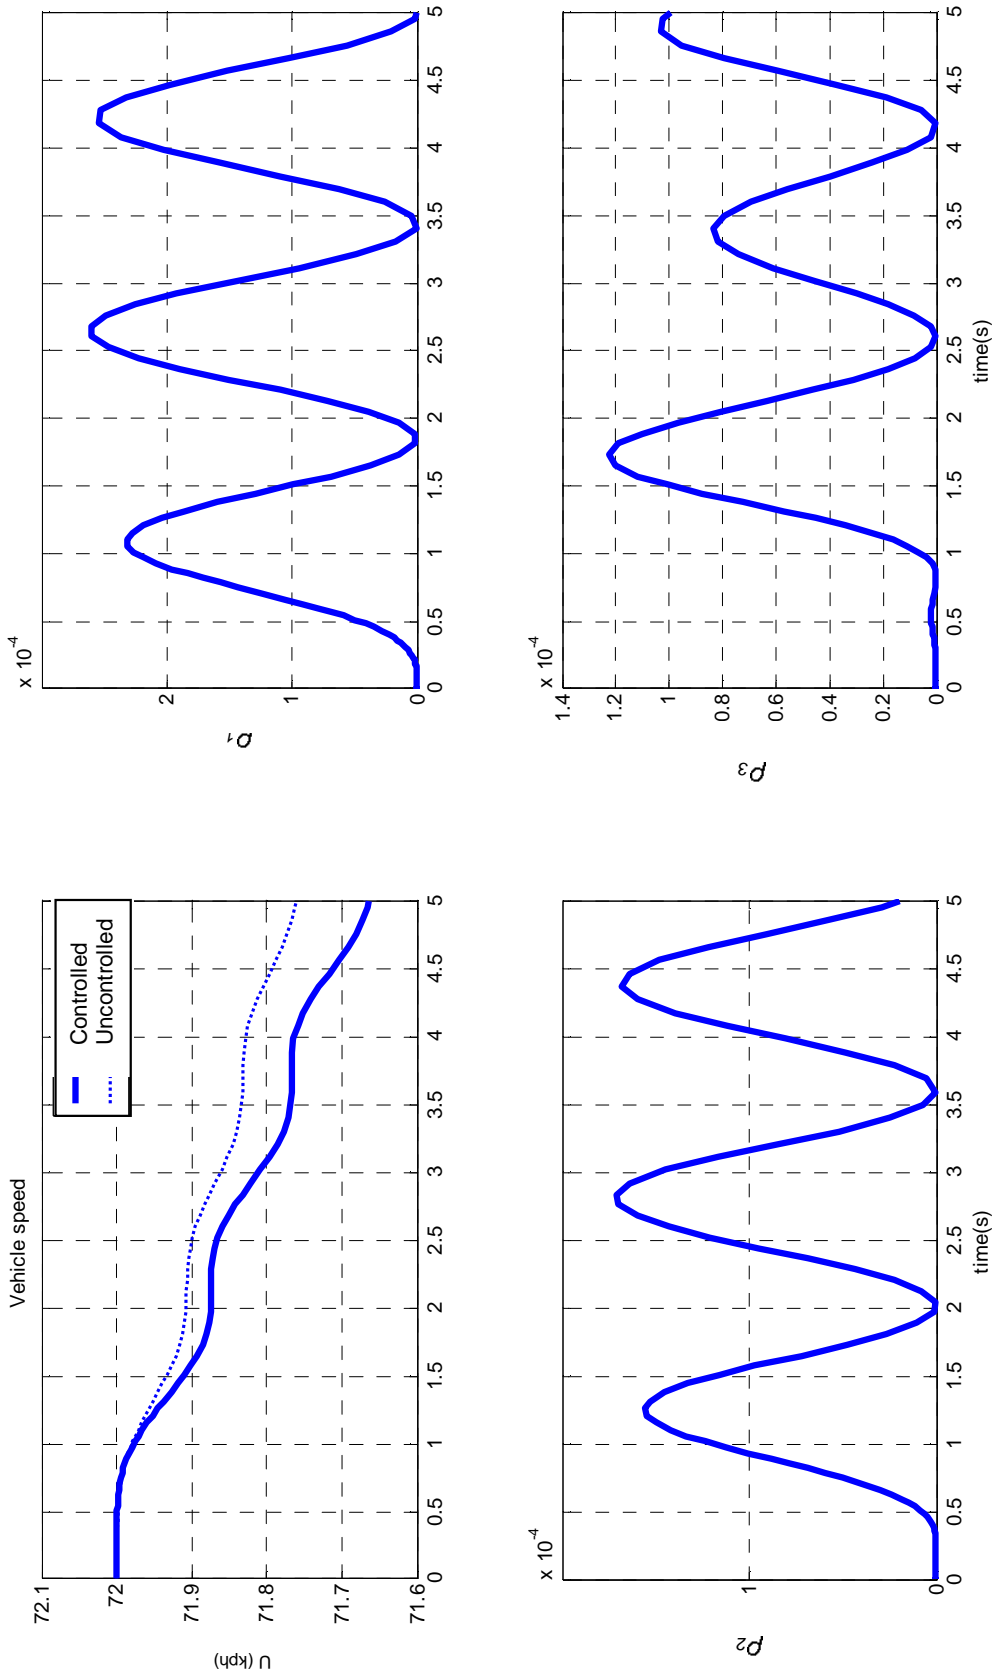 Vehicle speed
Controlled
Uncontrolled
U (kph)
72.1
72
71.9
71.8
71.7
71.6
0 0.5 1 1.5 2 2.5 3 3.5 4 4.5 5
x 10-4
ρ1
2
1
0
0 0.5 1 1.5 2 2.5 3 3.5 4 4.5 5
x 10-4
ρ2
1
0
0 0.5 1 1.5 2 2.5 3 3.5 4 4.5 5
time(s)
x 10-4
ρ3
1.4
1.2
1
0.8
0.6
0.4
0.2
0
0 0.5 1 1.5 2 2.5 3 3.5 4 4.5 5
time(s)